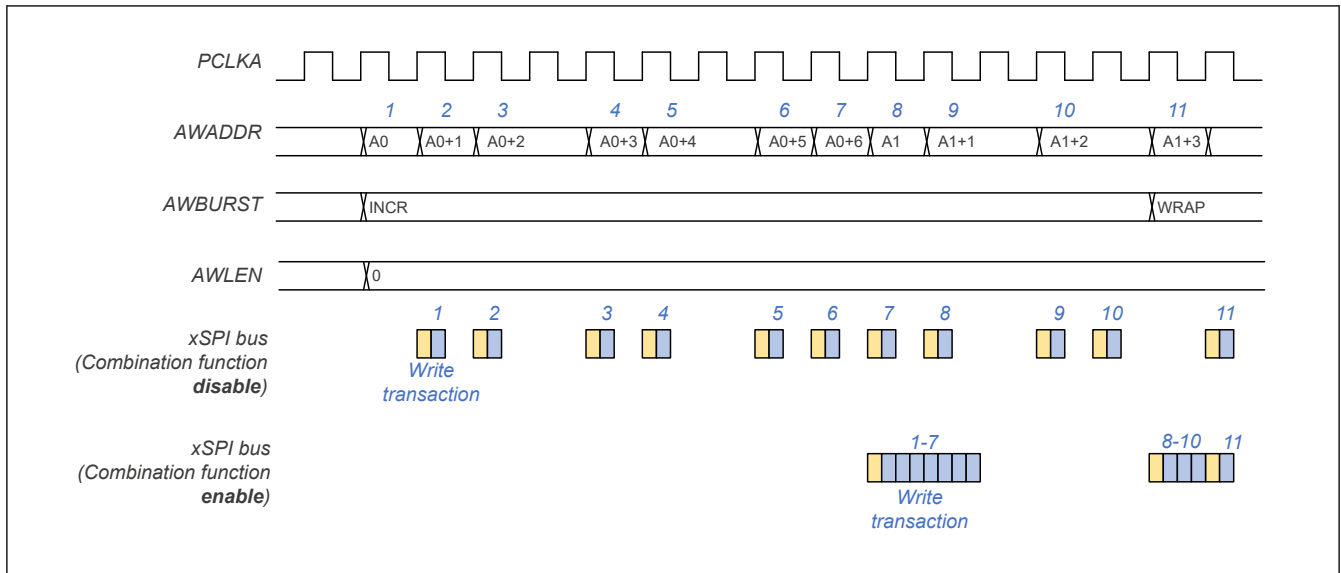 PCLKA
1 2 3 4 5 6 7 8 9 10 11
AWADDR A0 A0+1 A0+2 A0+3 A0+4 A0+5 A0+6 A1 A1+1 A1+2 A1+3
AWBURST INCR WRAP
AWLEN 0
1 2 3 4 5 6 7 8 9 10 11
xSPI bus
(Combination function
disable)
Write
transaction
1-7 8-10 11
xSPI bus
(Combination function
enable)
Write
transaction